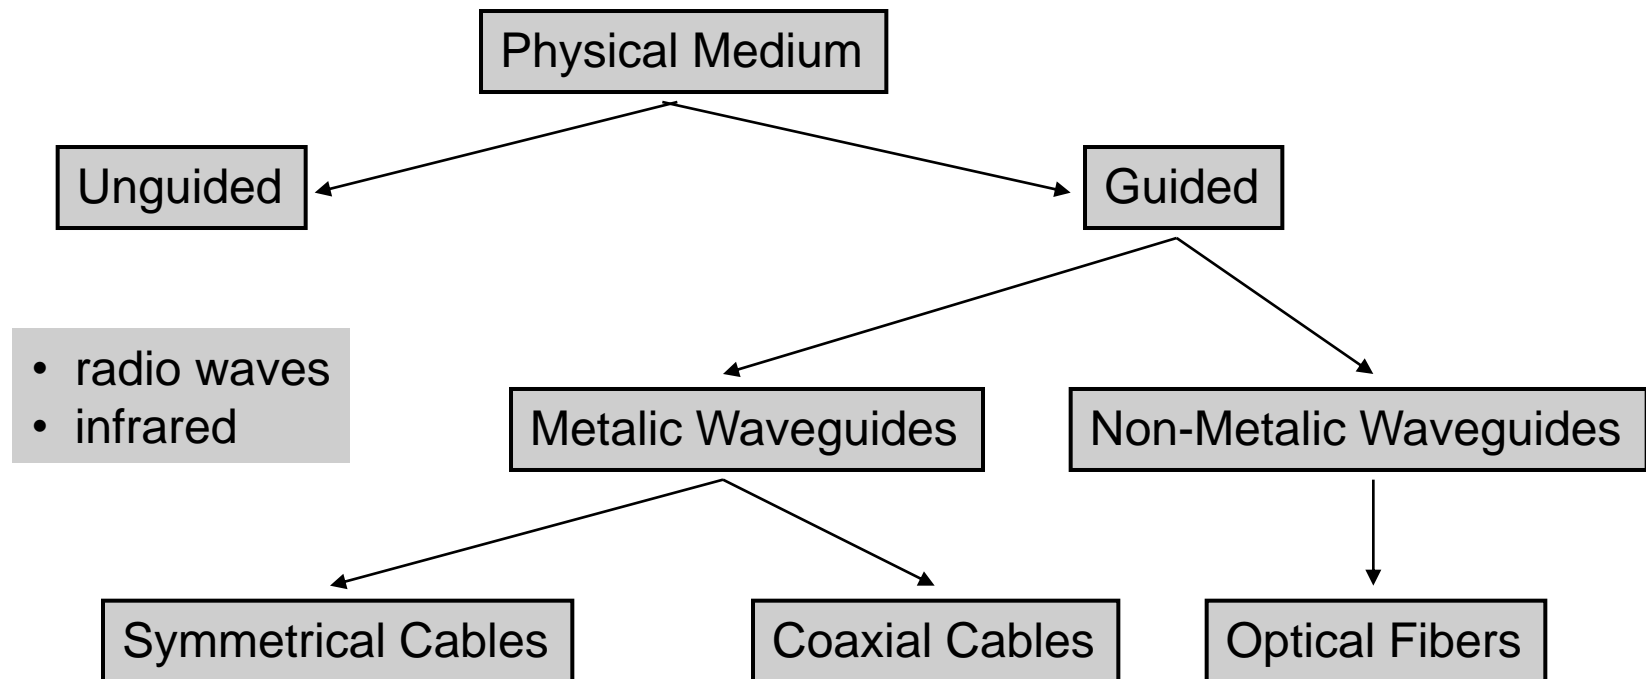 Physical Medium
Unguided
Guided
• radio waves
• infrared
Metalic Waveguides
Non-Metalic Waveguides
Symmetrical Cables
Coaxial Cables
Optical Fibers